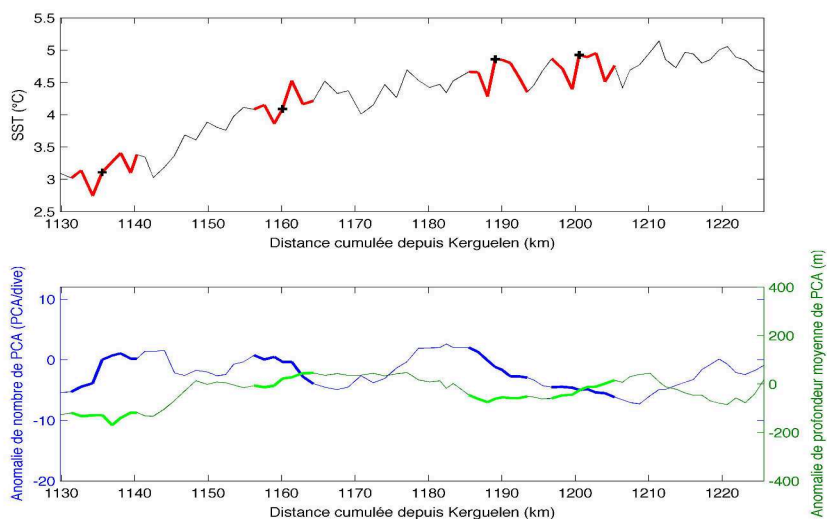 5.5
5
4.5
4
3.5
3
2.5
SST (°C)
1130 1140 1150 1160 1170 1180 1190 1200 1210 1220
Distance cumulée depuis Kerguelen (km)
Anomalie de nombre de PCA (PCA/dive)
10
0
-10
-20
400
200
0
-200
-400
Anomalie de profondeur moyenne de PCA (m)
1130 1140 1150 1160 1170 1180 1190 1200 1210 1220
Distance cumulée depuis Kerguelen (km)